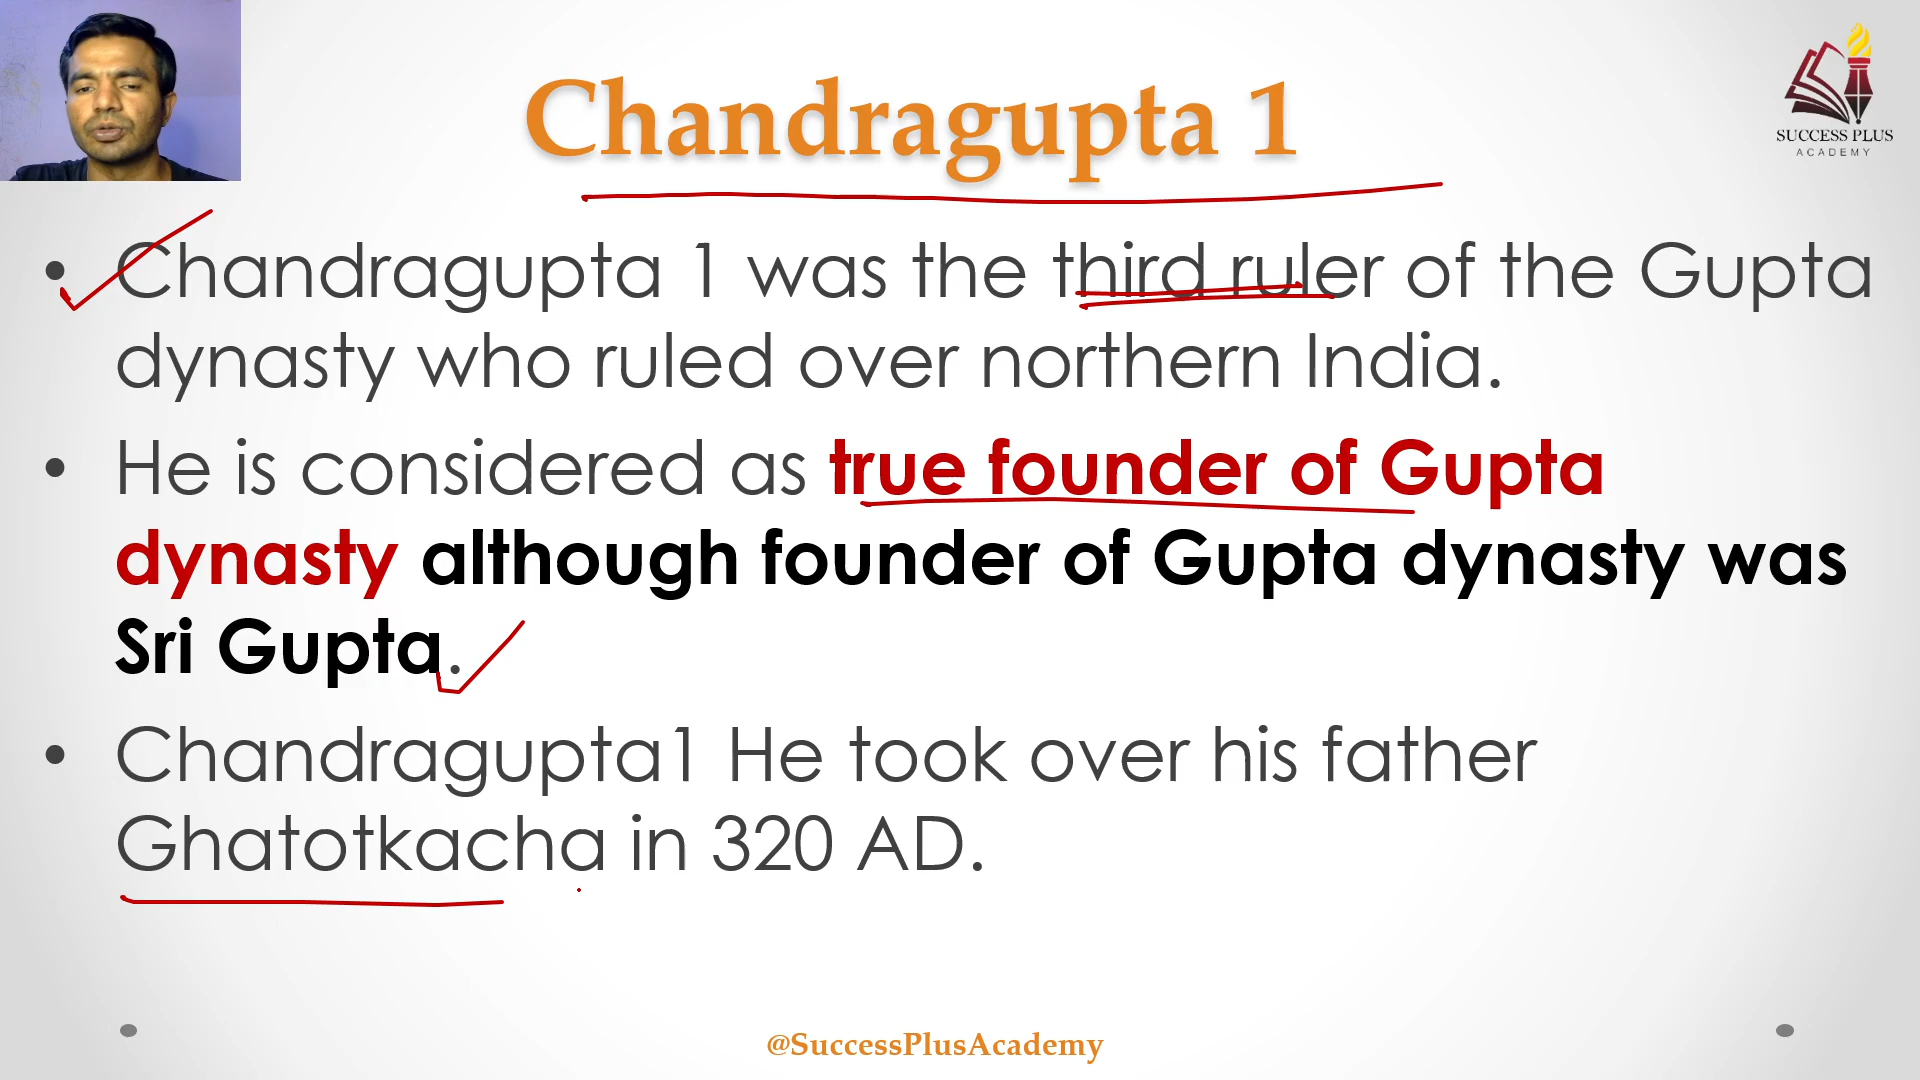 Chandragupta 1
SUCCESS PLUS
ACADEMY
• Chandragupta 1 was the third ruler of the Gupta
dynasty who ruled over northern India.
• He is considered as true founder of Gupta
dynasty although founder of Gupta dynasty was
Sri Gupta.
• Chandragupta1 He took over his father
Ghatotkacha in 320 AD.
@SuccessPlusAcademy